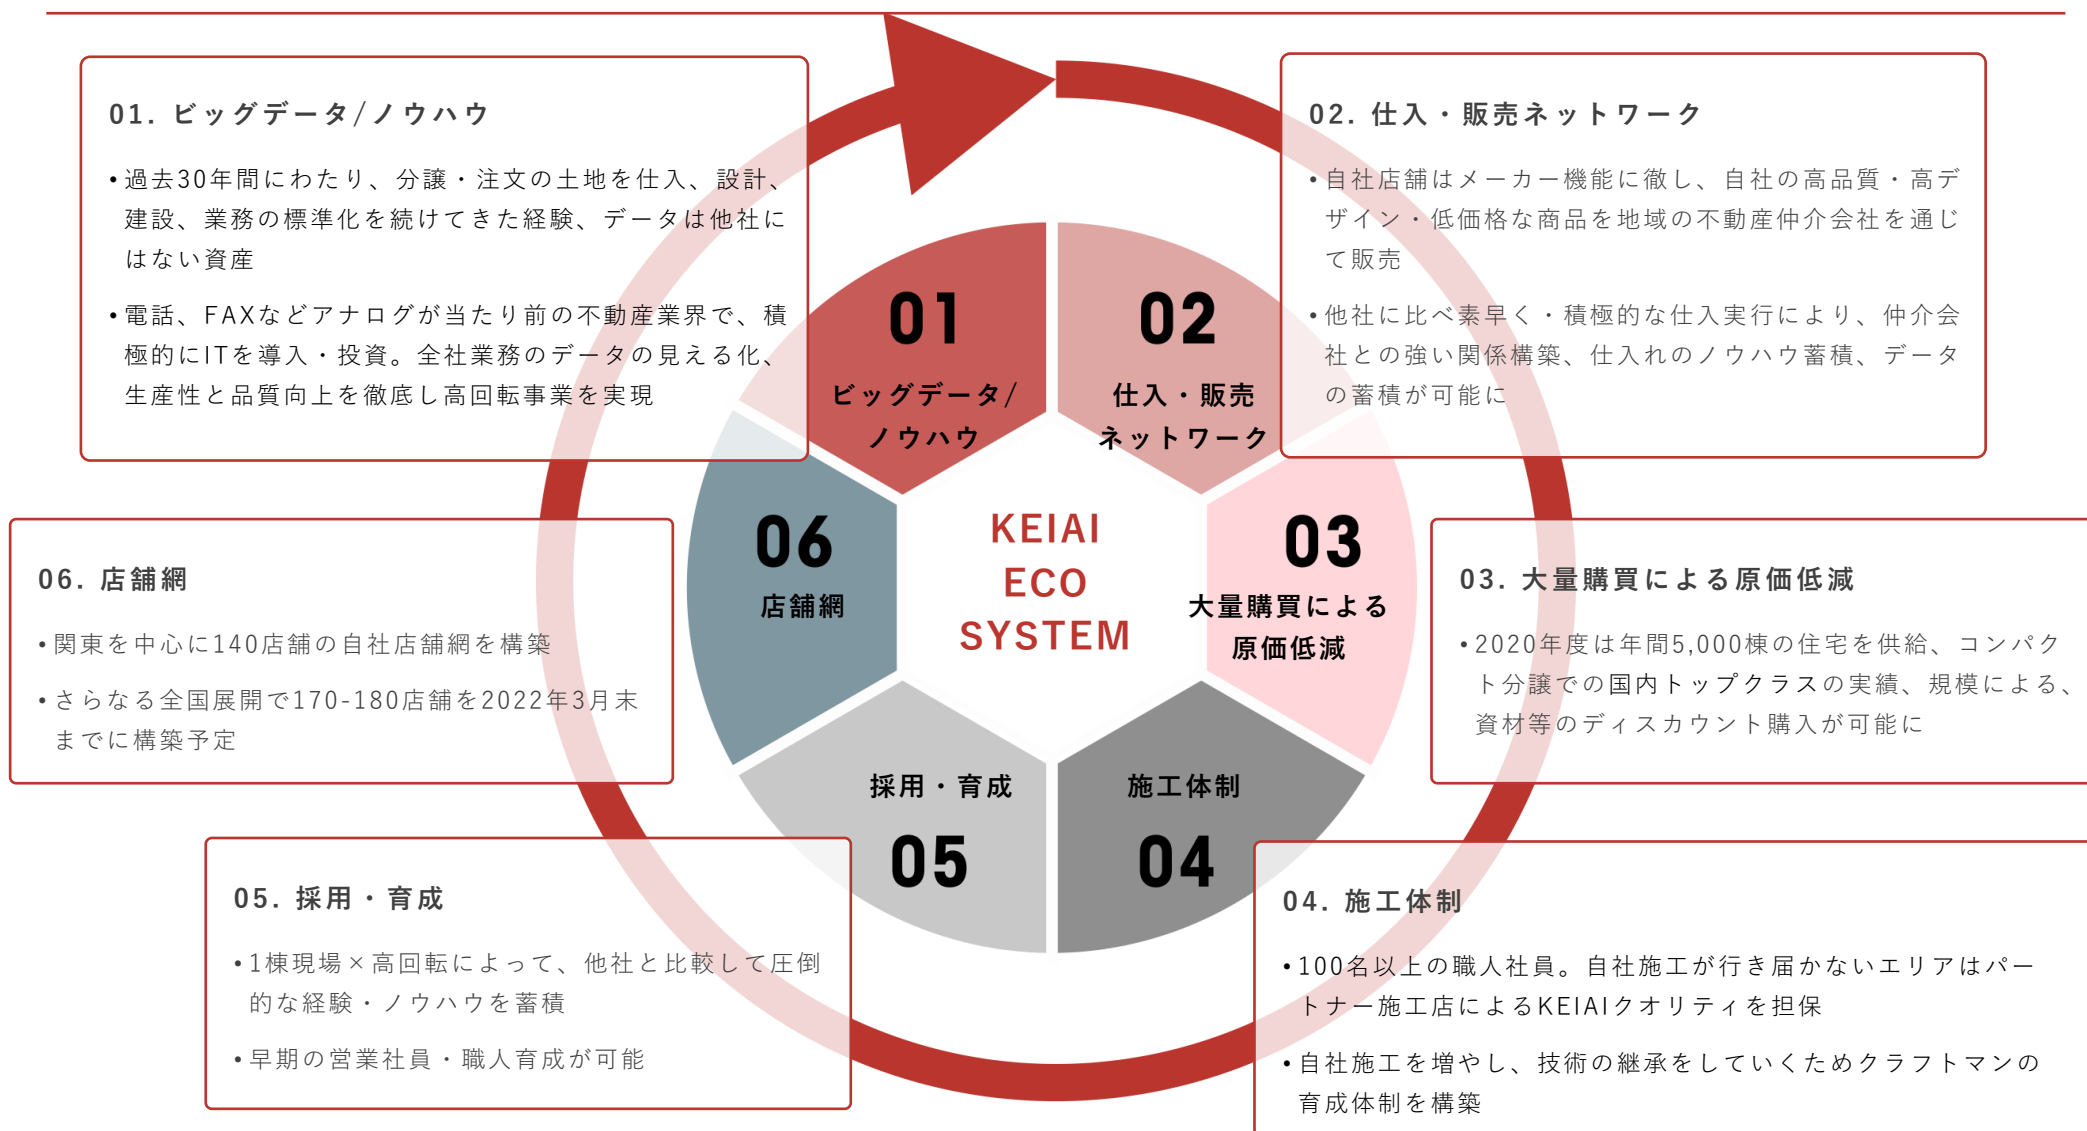 01. ビッグデータ/ノウハウ
•過去30年間にわたり、分譲・注文の土地を仕入、設計、
建設、業務の標準化を続けてきた経験、データは他社に
はない資産
•電話、FAXなどアナログが当たり前の不動産業界で、積
極的にITを導入・投資。全社業務のデータの見える化、
生産性と品質向上を徹底し高回転事業を実現
02. 仕入・販売ネットワーク
•自社店舗はメーカー機能に徹し、自社の高品質・高デ
ザイン・低価格な商品を地域の不動産仲介会社を通じ
て販売
•他社に比べ素早く・積極的な仕入実行により、仲介会
社との強い関係構築、仕入れのノウハウ蓄積、データ
の蓄積が可能に
01
ビッグデータ/
ノウハウ
02
仕入・販売
ネットワーク
03
大量購買による
原価低減
施工体制
04
採用・育成
05
06
店舗網
KEIAI
ECO
SYSTEM
03. 大量購買による原価低減
•2020年度は年間5,000棟の住宅を供給、コンパク
ト分譲での国内トップクラスの実績、規模による、
資材等のディスカウント購入が可能に
04. 施工体制
•100名以上の職人社員。自社施工が行き届かないエリアはパー
トナー施工店によるKEIAIクオリティを担保
•自社施工を増やし、技術の継承をしていくためクラフトマンの
育成体制を構築
05. 採用・育成
•1棟現場×高回転によって、他社と比較して圧倒
的な経験・ノウハウを蓄積
•早期の営業社員・職人育成が可能
06. 店舗網
•関東を中心に140店舗の自社店舗網を構築
•さらなる全国展開で170-180店舗を2022年3月末
までに構築予定